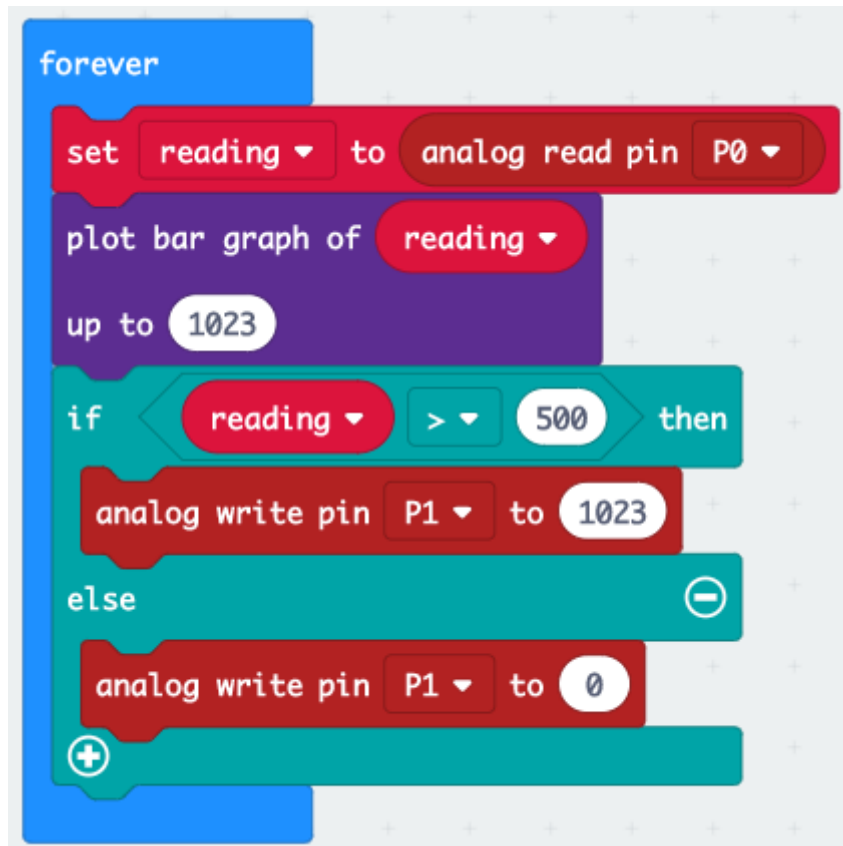 forever
set reading to analog read pin P0
plot bar graph of reading
up to 1023
if reading > 500 then
analog write pin P1 to 1023
else
analog write pin P1 to 0